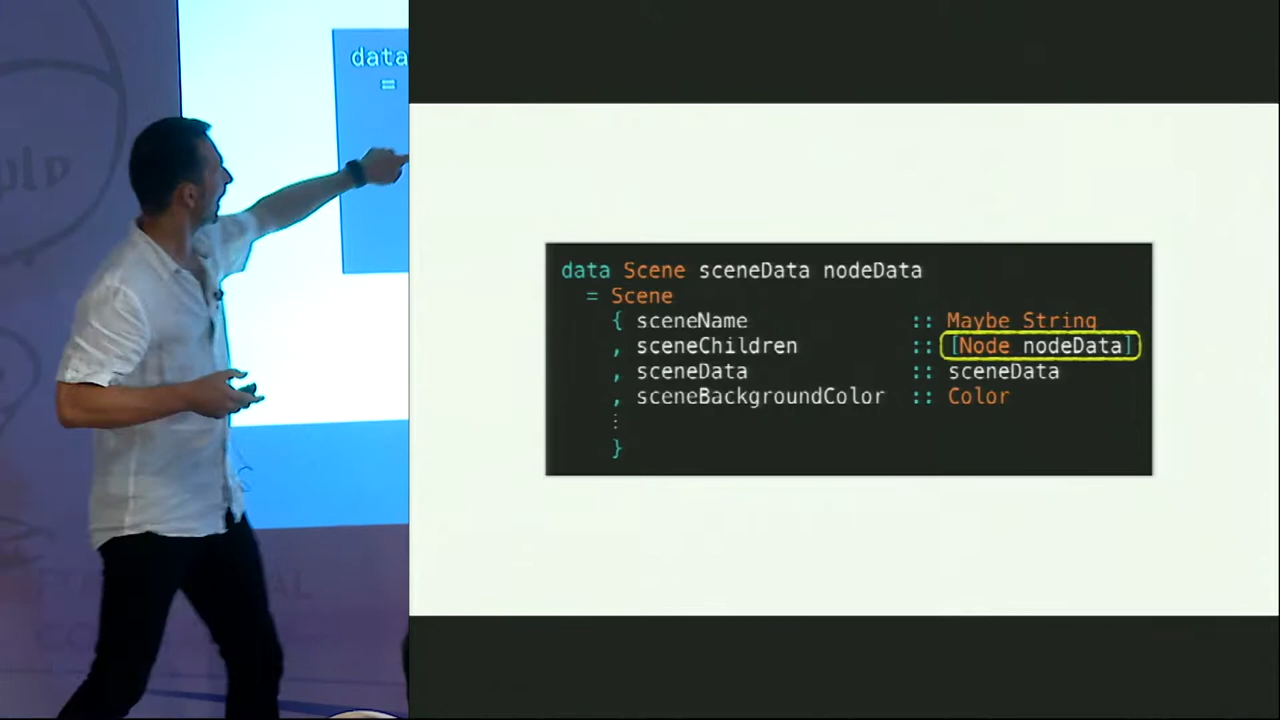 data
=
data Scene sceneData nodeData
= Scene
{ sceneName :: Maybe String
, sceneChildren :: [Node nodeData]
, sceneData :: sceneData
, sceneBackgroundColor :: Color
⋮
}